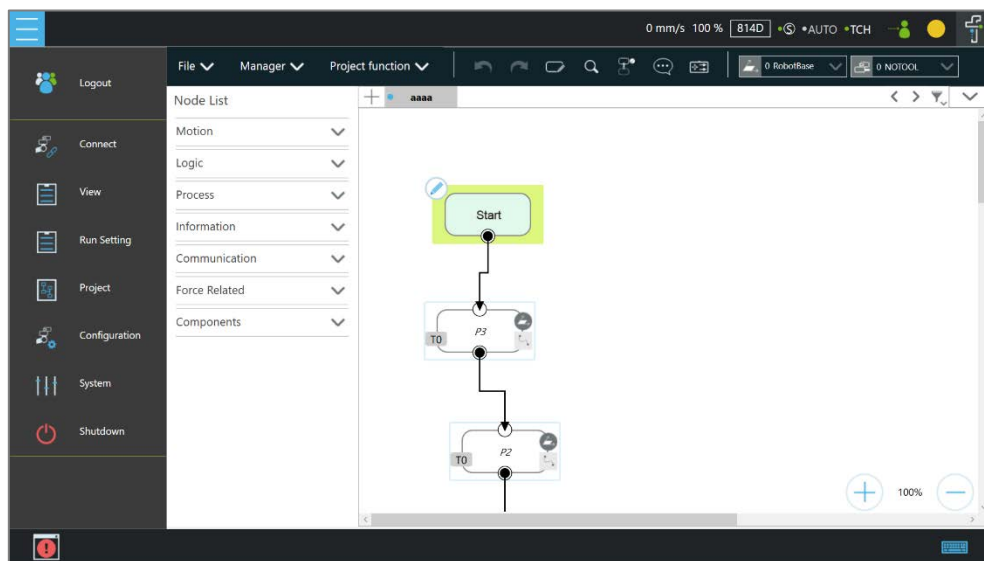 0 mm/s 100 % 814D S AUTO TCH
File Manager Project function 0 RobotBase 0 NOTOOL
Logout
Connect
View
Run Setting
Project
Configuration
System
Shutdown
Node List
Motion
Logic
Process
Information
Communication
Force Related
Components
aaaa
Start
P3
T0
P2
T0
100%